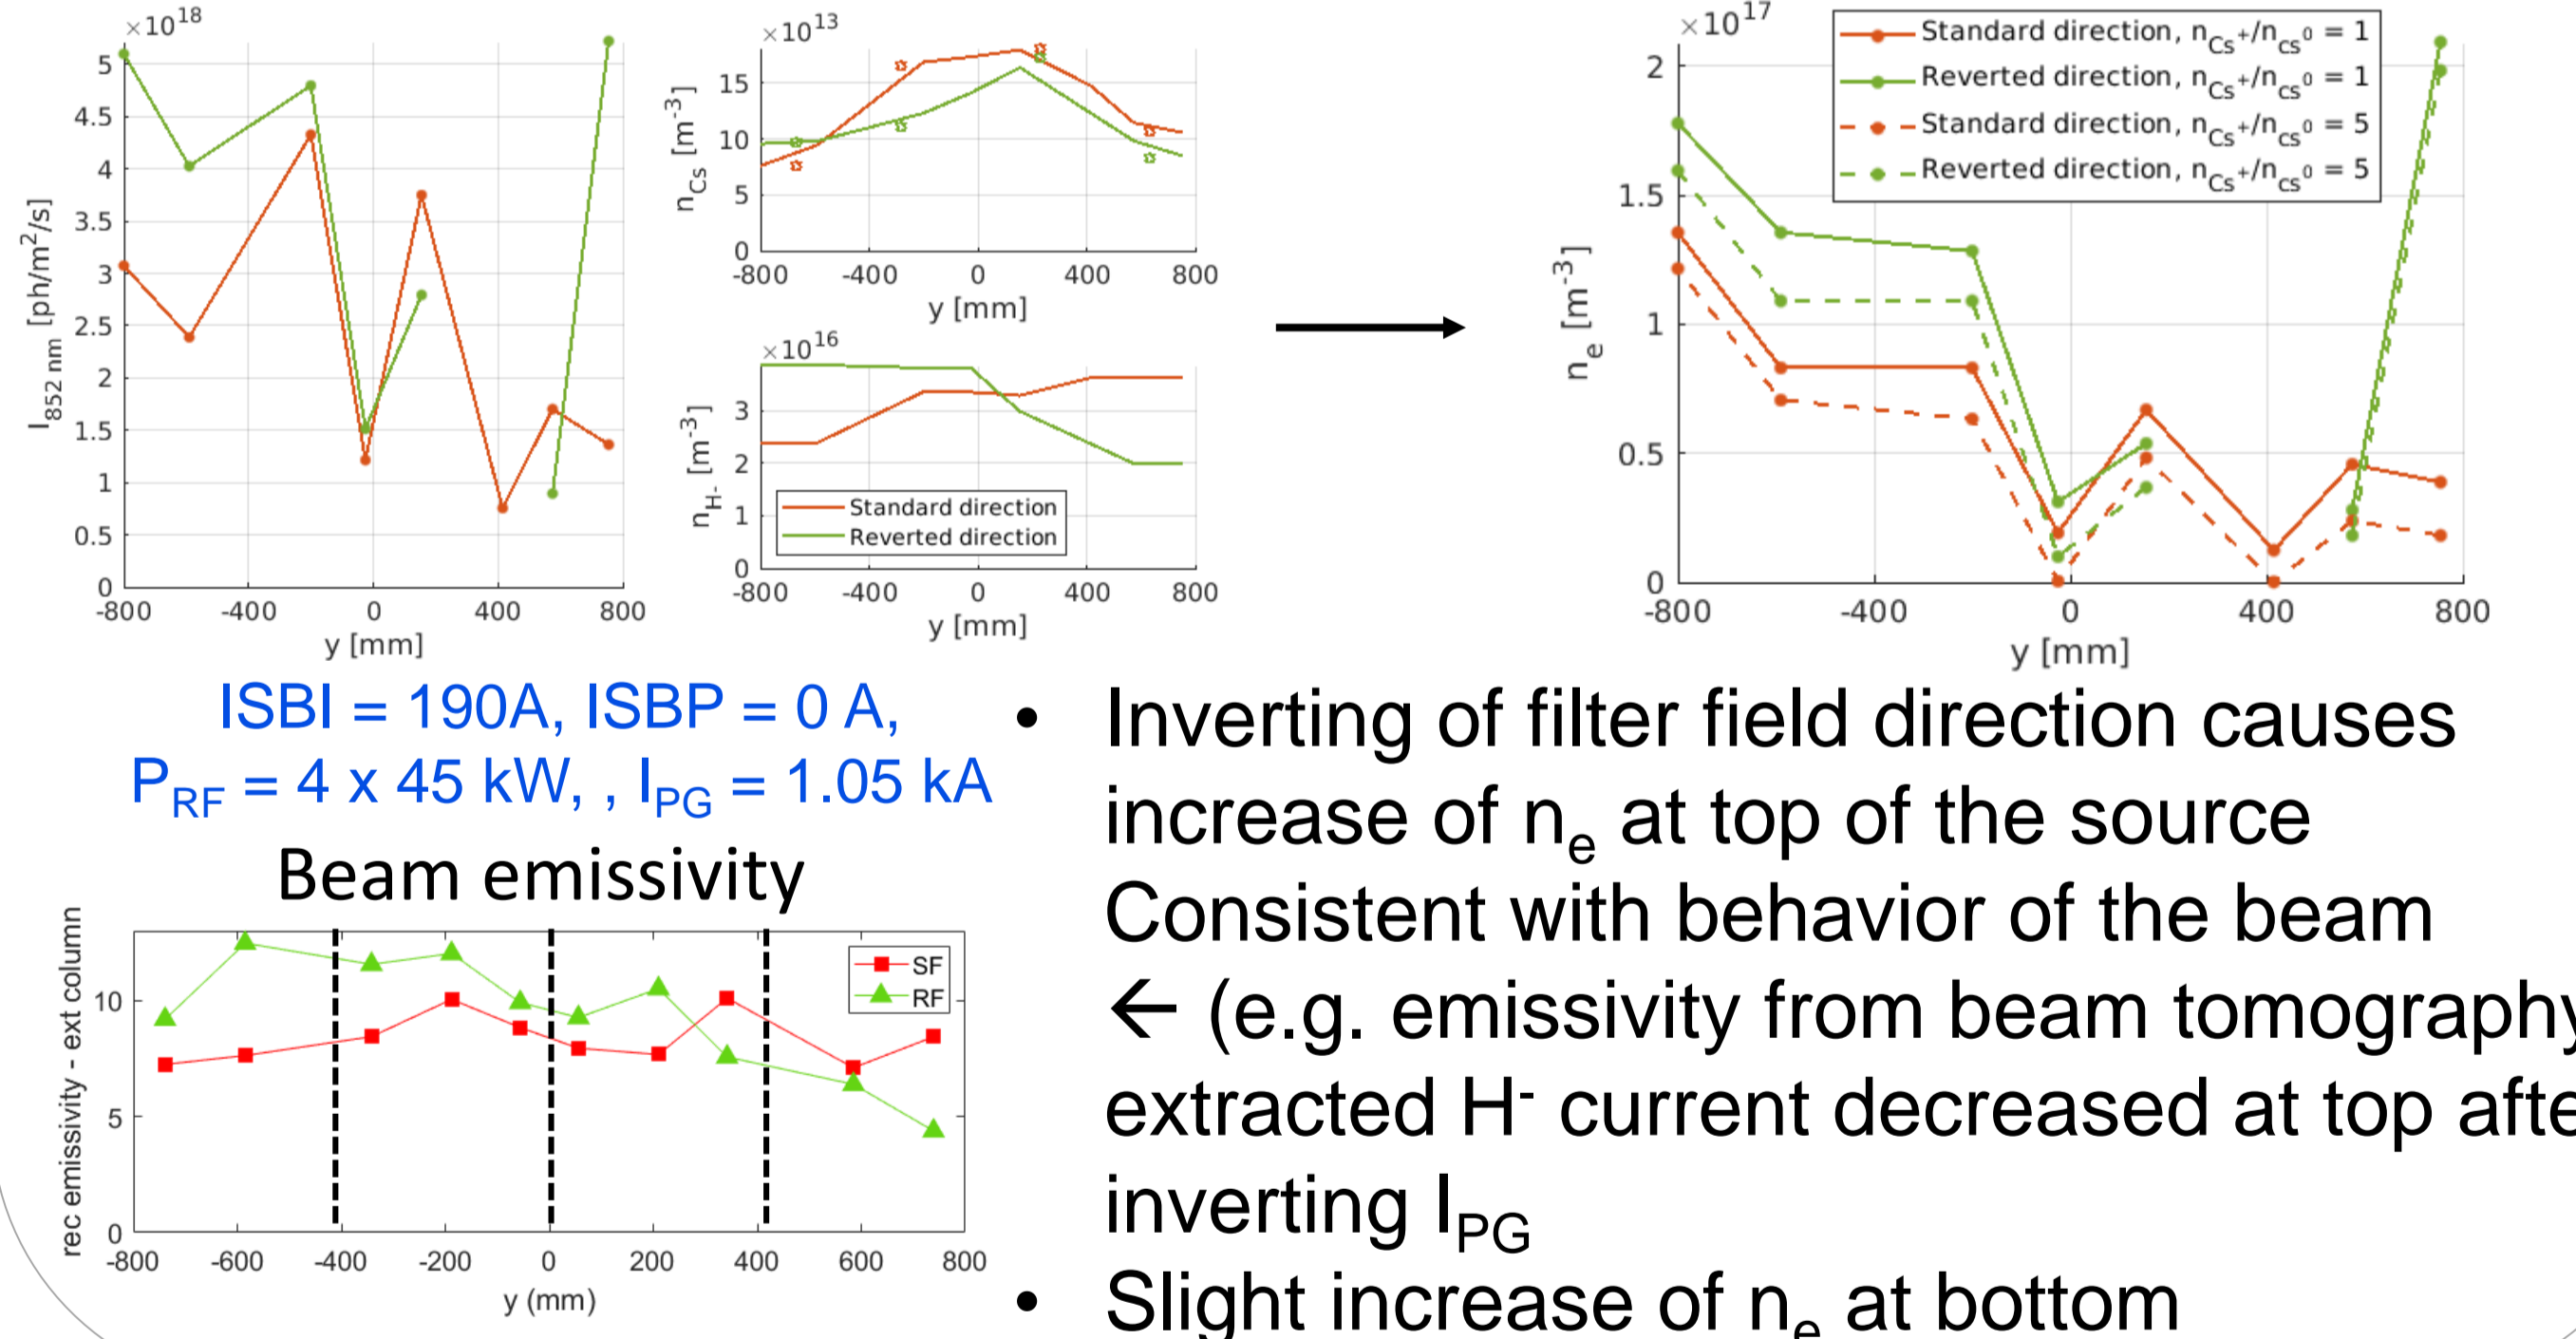 ×10^18
5
4.5
4
3.5
3
2.5
2
1.5
1
0.5
0
I_852 nm [ph/m^2/s]
-800 -400 0 400 800
y [mm]
×10^13
15
10
5
0
n_Cs [m^-3]
-800 -400 0 400 800
y [mm]
×10^16
3
2
1
0
n_H- [m^-3]
Standard direction
Reverted direction
-800 -400 0 400 800
y [mm]
×10^17
2
1.5
1
0.5
0
n_e [m^-3]
Standard direction, n_Cs+/n_cs0 = 1
Reverted direction, n_Cs+/n_cs0 = 1
Standard direction, n_Cs+/n_cs0 = 5
Reverted direction, n_Cs+/n_cs0 = 5
-800 -400 0 400 800
y [mm]
ISBI = 190A, ISBP = 0 A,
P_RF = 4 x 45 kW, , I_PG = 1.05 kA
Beam emissivity
rec emissivity - ext column
10
5
0
SF
RF
-800 -600 -400 -200 0 200 400 600 800
y (mm)
• Inverting of filter field direction causes
increase of n_e at top of the source
Consistent with behavior of the beam
← (e.g. emissivity from beam tomography
extracted H^- current decreased at top afte
inverting I_PG
• Slight increase of n_e at bottom